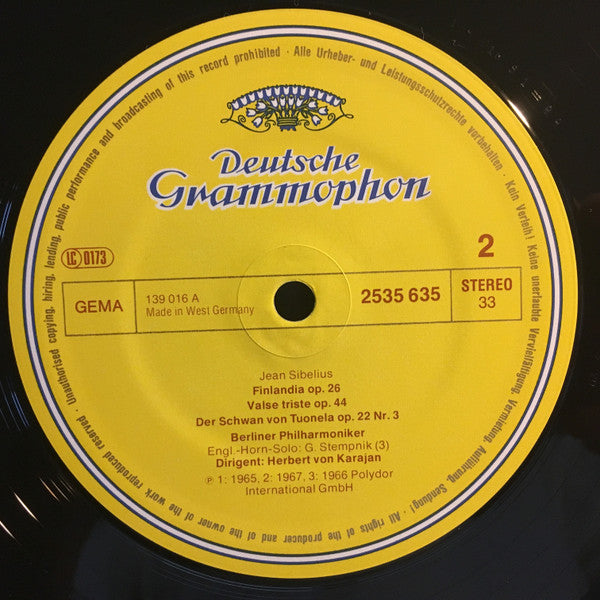 Deutsche
Grammophon
LC 0173
2
GEMA
139 016 A
Made in West Germany
2535 635
STEREO
33
Jean Sibelius
Finlandia op. 26
Valse triste op. 44
Der Schwan von Tuonela op. 22 Nr. 3
Berliner Philharmoniker
Engl.-Horn-Solo: G. Stempnik (3)
Dirigent: Herbert von Karajan
℗ 1: 1965, 2: 1967, 3: 1966 Polydor
International GmbH
Alle Urheber- und Leistungsschutzrechte vorbehalten · Kein Verleih! Keine unerlaubte Vervielfältigung, Vermietung, Aufführung, Sendung! · All rights of the producer and of the owner of the work reproduced reserved · Unauthorised copying, hiring, lending, public performance and broadcasting of this record prohibited ·